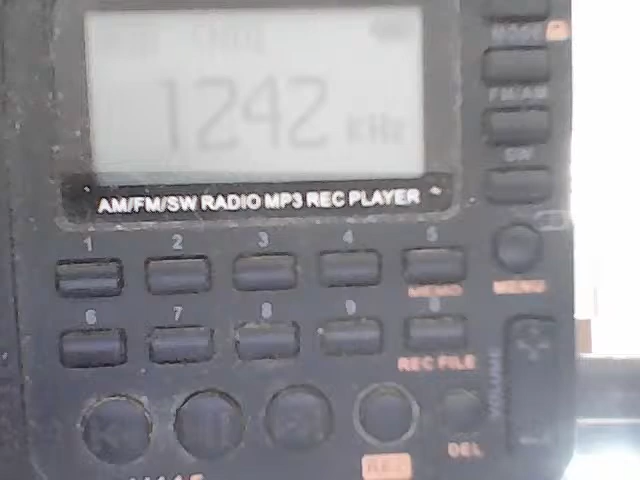 1242 KHz
AM/FM/SW RADIO MP3 REC PLAYER
FM/AM
SW
1 2 3 4 5
MEMO
MENU
6 7 8 9 0
REC FILE
VOLUME
DEL
REC